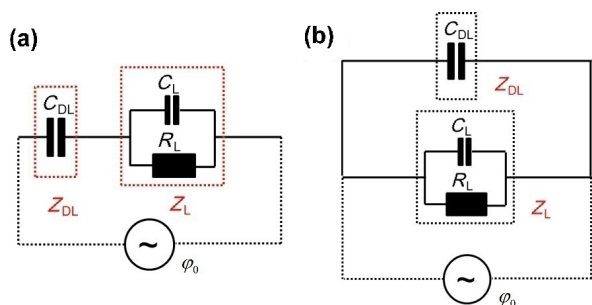 (a)
C_DL
C_L
R_L
Z_DL
Z_L
~
φ_0
(b)
C_DL
Z_DL
C_L
R_L
Z_L
~
φ_0